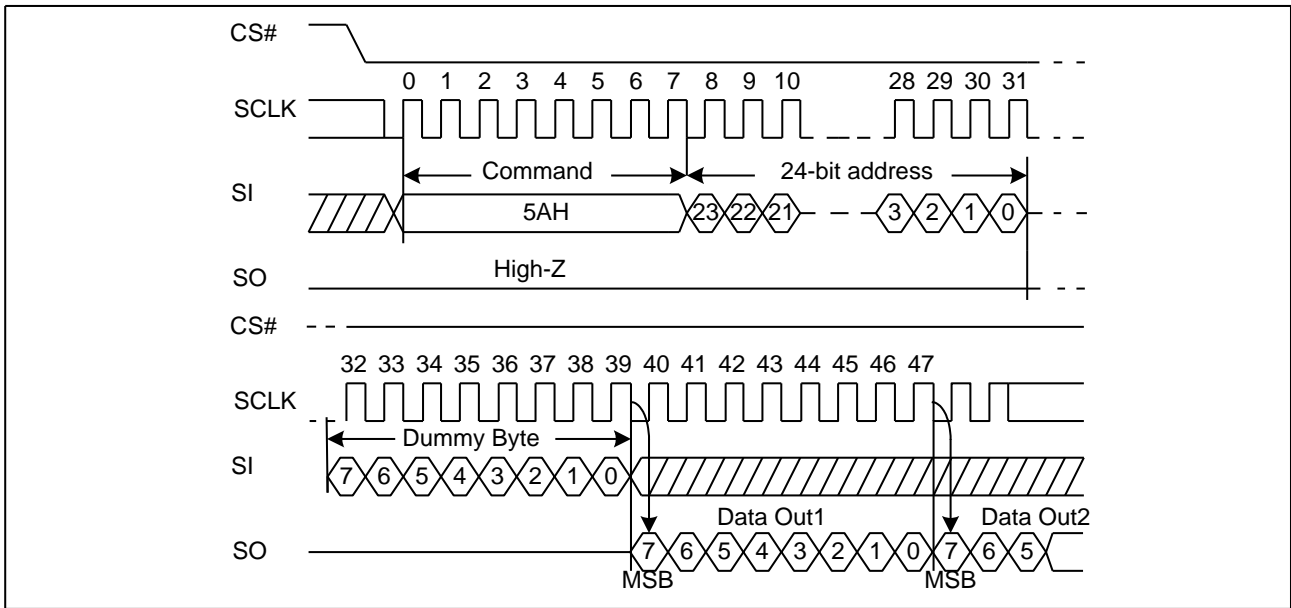 CS#
0 1 2 3 4 5 6 7 8 9 10 28 29 30 31
SCLK
Command 24-bit address
SI
5AH 23 22 21 3 2 1 0
High-Z
SO
CS#
32 33 34 35 36 37 38 39 40 41 42 43 44 45 46 47
SCLK
Dummy Byte
SI
7 6 5 4 3 2 1 0
Data Out1 Data Out2
SO
7 6 5 4 3 2 1 0 7 6 5
MSB MSB